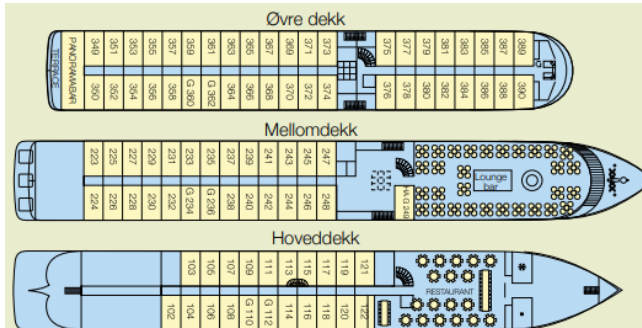 Øvre dekk
TERRACE
PANORAMABAR
349 351 353 355 357 359 361 363 365 367 369 371 373 375 377 379 381 383 385 387 389
350 352 354 356 358 G 360 G 362 364 366 368 370 372 374 376 378 380 382 384 386 388 390
Mellomdekk
223 225 227 229 231 233 235 237 239 241 243 245 247
224 226 228 230 232 G 234 G 236 238 240 242 244 246 248 HA G 249
Lounge
bar
Hoveddekk
103 105 107 109 111 113 115 117 119 121
102 104 106 108 G 110 G 112 114 116 118 120 122
RESTAURANT